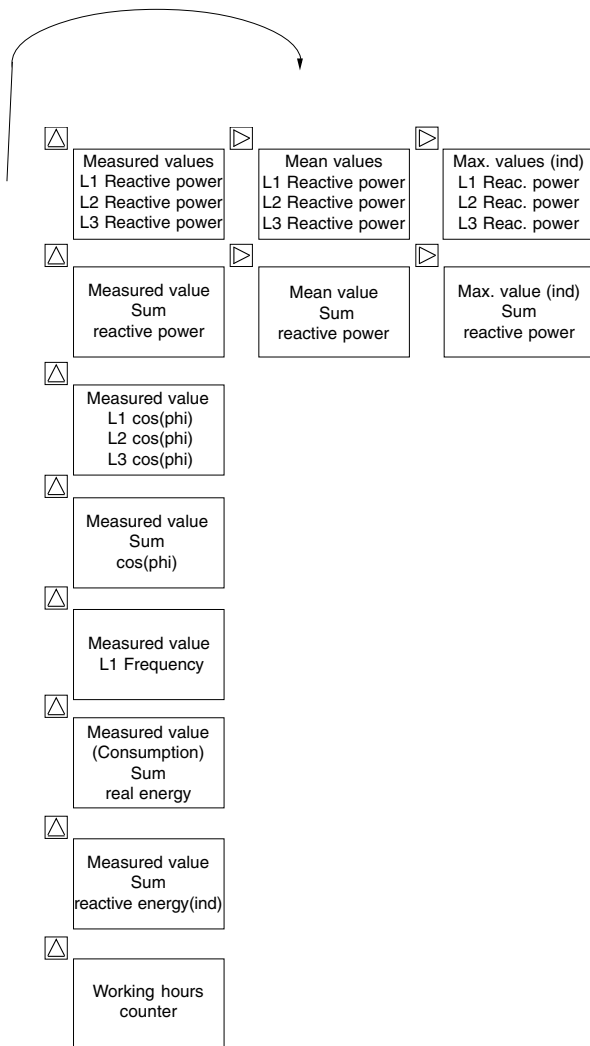 Measured values
L1 Reactive power
L2 Reactive power
L3 Reactive power
Mean values
L1 Reactive power
L2 Reactive power
L3 Reactive power
Max. values (ind)
L1 Reac. power
L2 Reac. power
L3 Reac. power
Measured value
Sum
reactive power
Mean value
Sum
reactive power
Max. value (ind)
Sum
reactive power
Measured value
L1 cos(phi)
L2 cos(phi)
L3 cos(phi)
Measured value
Sum
cos(phi)
Measured value
L1 Frequency
Measured value
(Consumption)
Sum
real energy
Measured value
Sum
reactive energy(ind)
Working hours
counter